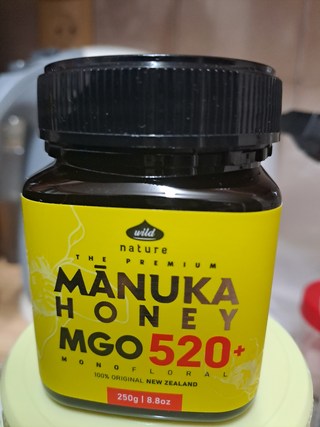 wild
nature
THE PREMIUM
MĀNUKA
HONEY
MGO 520+
MONOFLORAL
100% ORIGINAL NEW ZEALAND
250g | 8.8oz